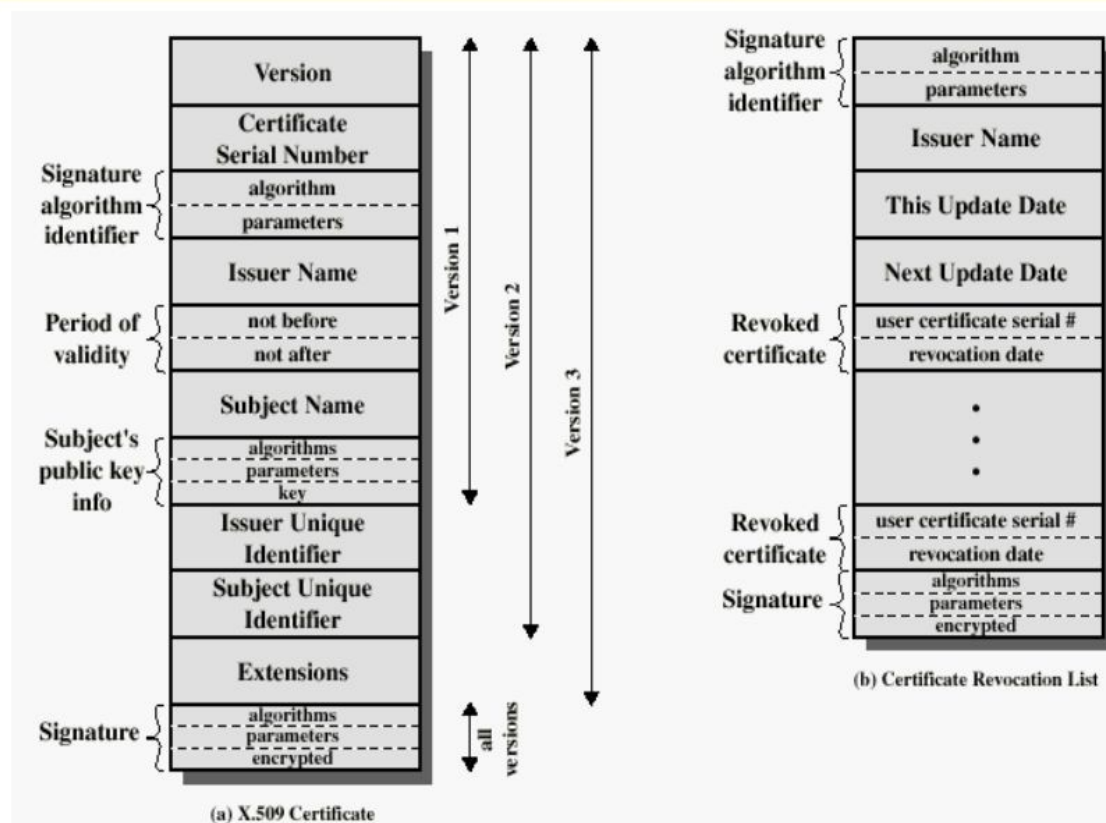 Version
Certificate
Serial Number
Signature
algorithm
identifier
algorithm
parameters
Issuer Name
Period of
validity
not before
not after
Subject Name
Subject's
public key
info
algorithms
parameters
key
Issuer Unique
Identifier
Subject Unique
Identifier
Extensions
Signature
algorithms
parameters
encrypted
Version 1
Version 2
Version 3
all
versions
(a) X.509 Certificate
Signature
algorithm
identifier
algorithm
parameters
Issuer Name
This Update Date
Next Update Date
Revoked
certificate
user certificate serial #
revocation date
Revoked
certificate
user certificate serial #
revocation date
Signature
algorithms
parameters
encrypted
(b) Certificate Revocation List